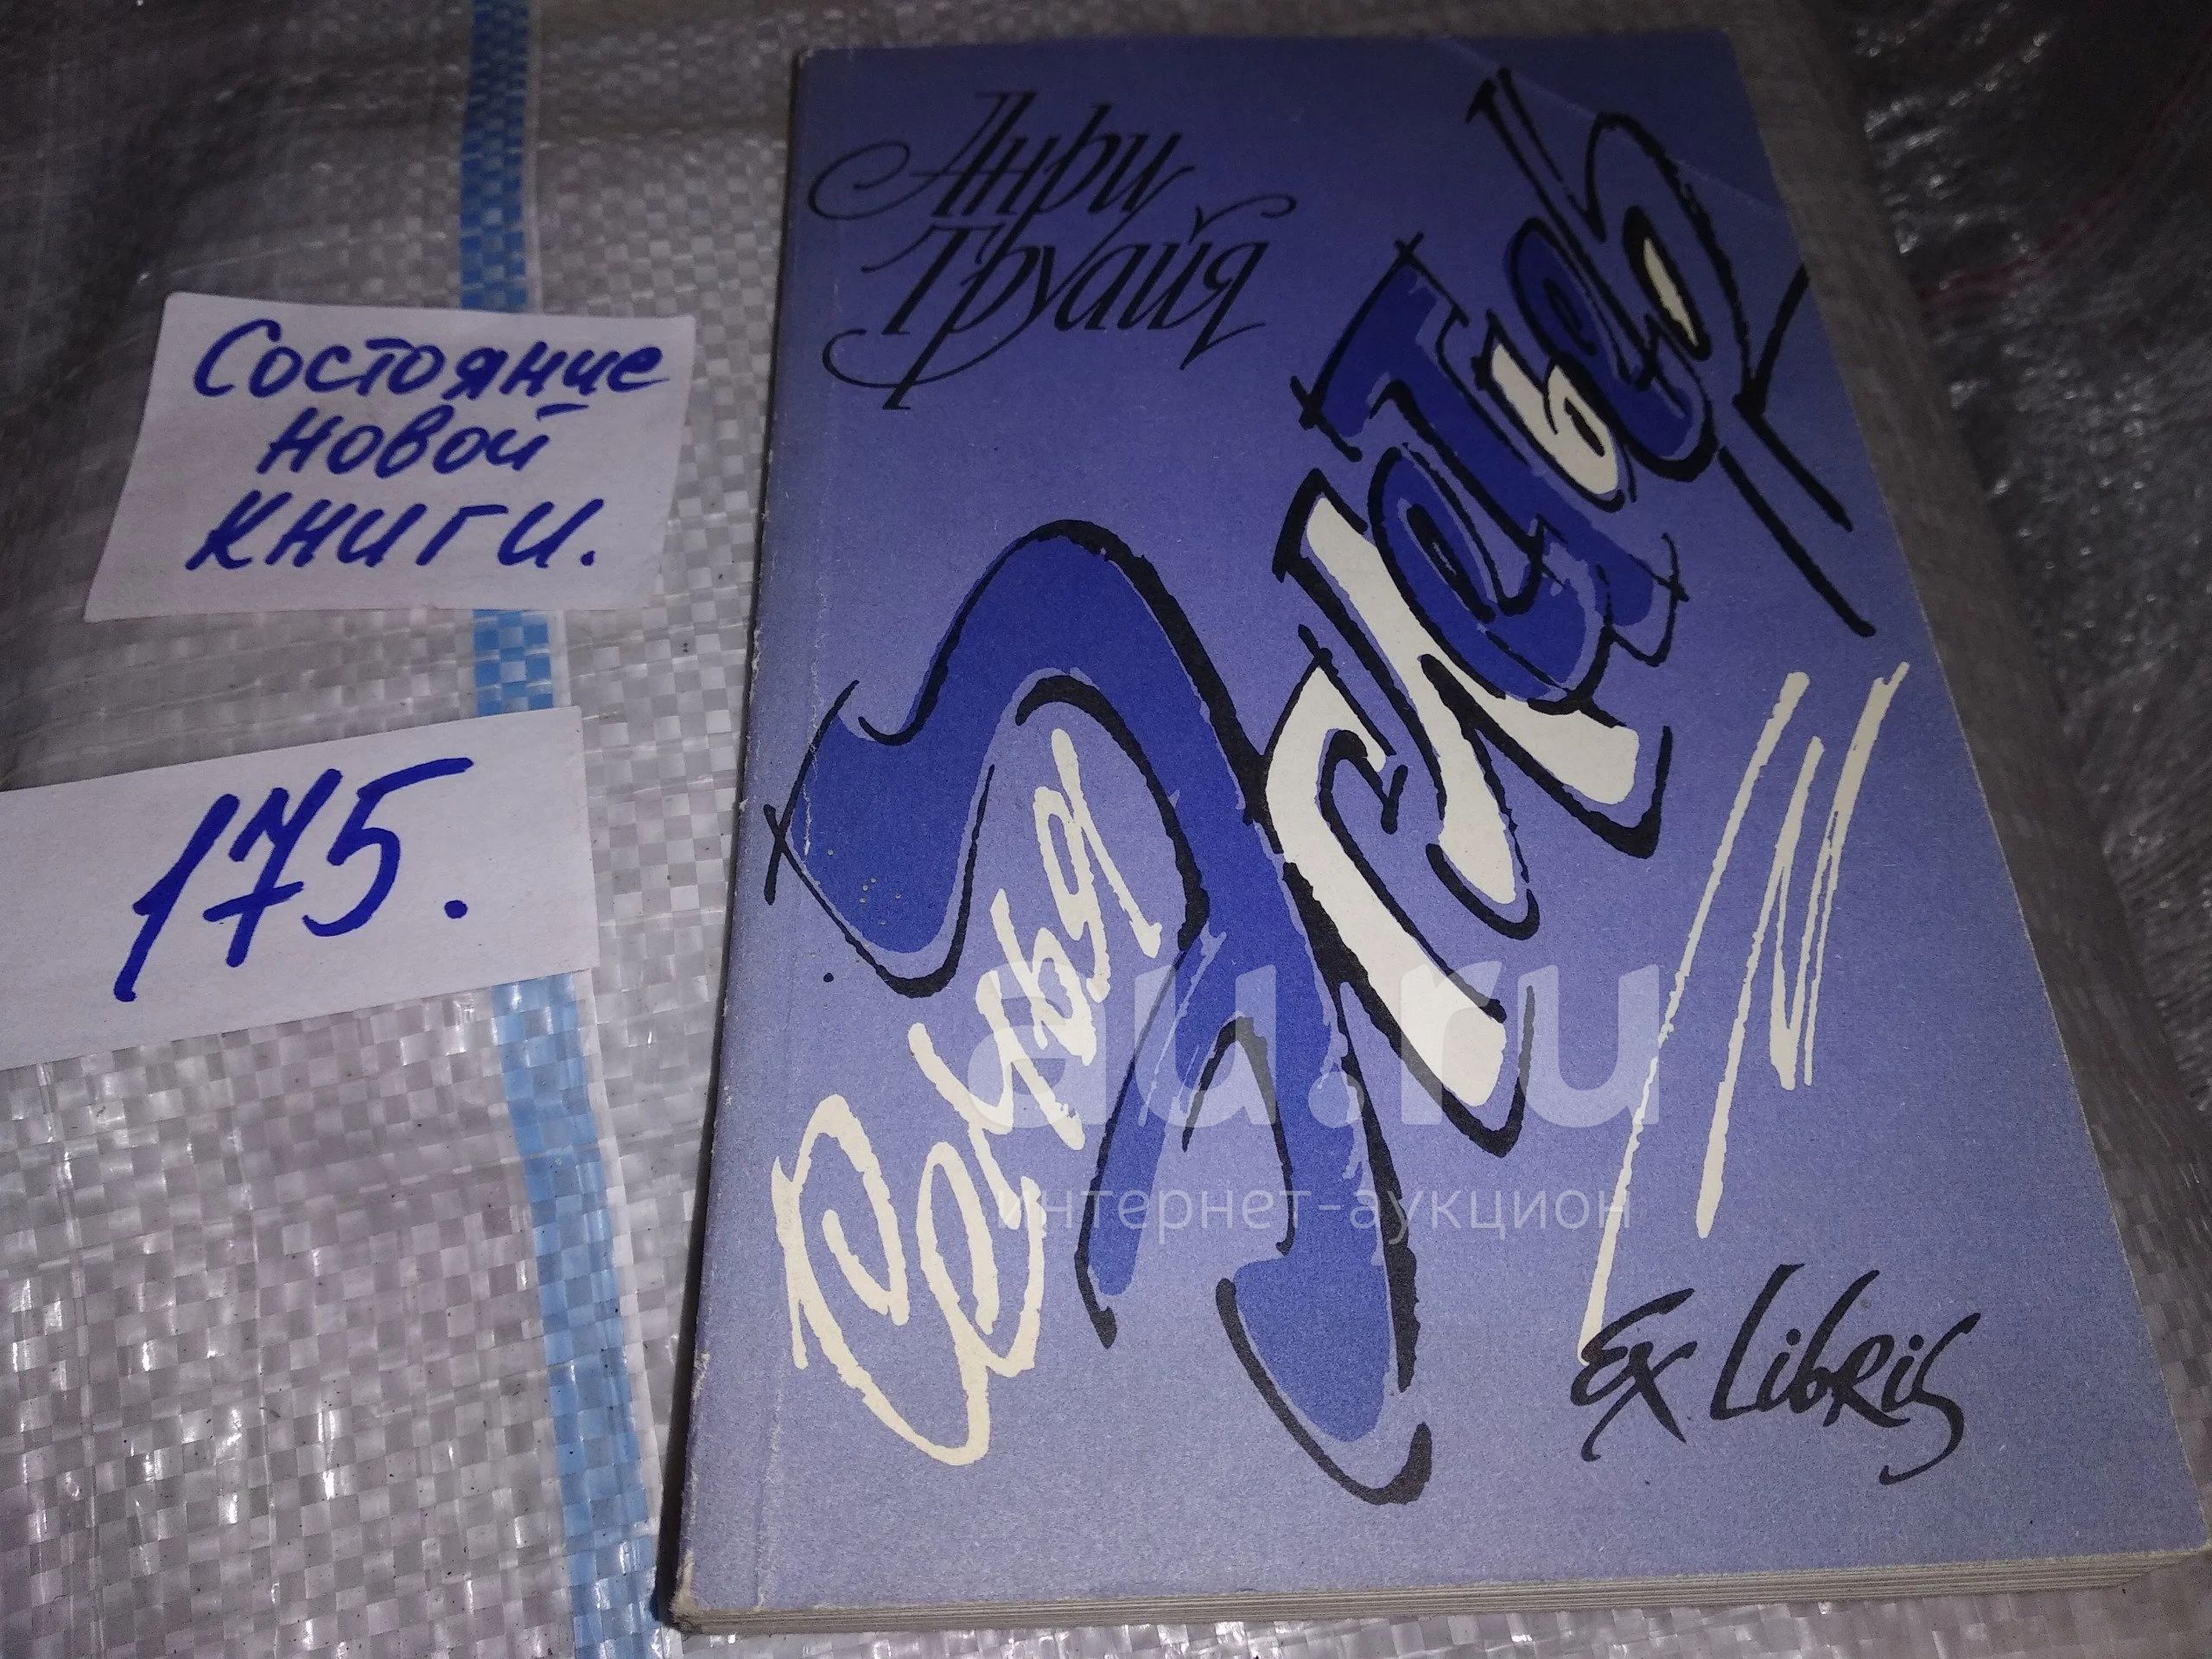 Состояние
новой
книги.
175.
Анри
Труайя
Семья
Эглетьер
Ex Libris
au.ru
интернет-аукцион